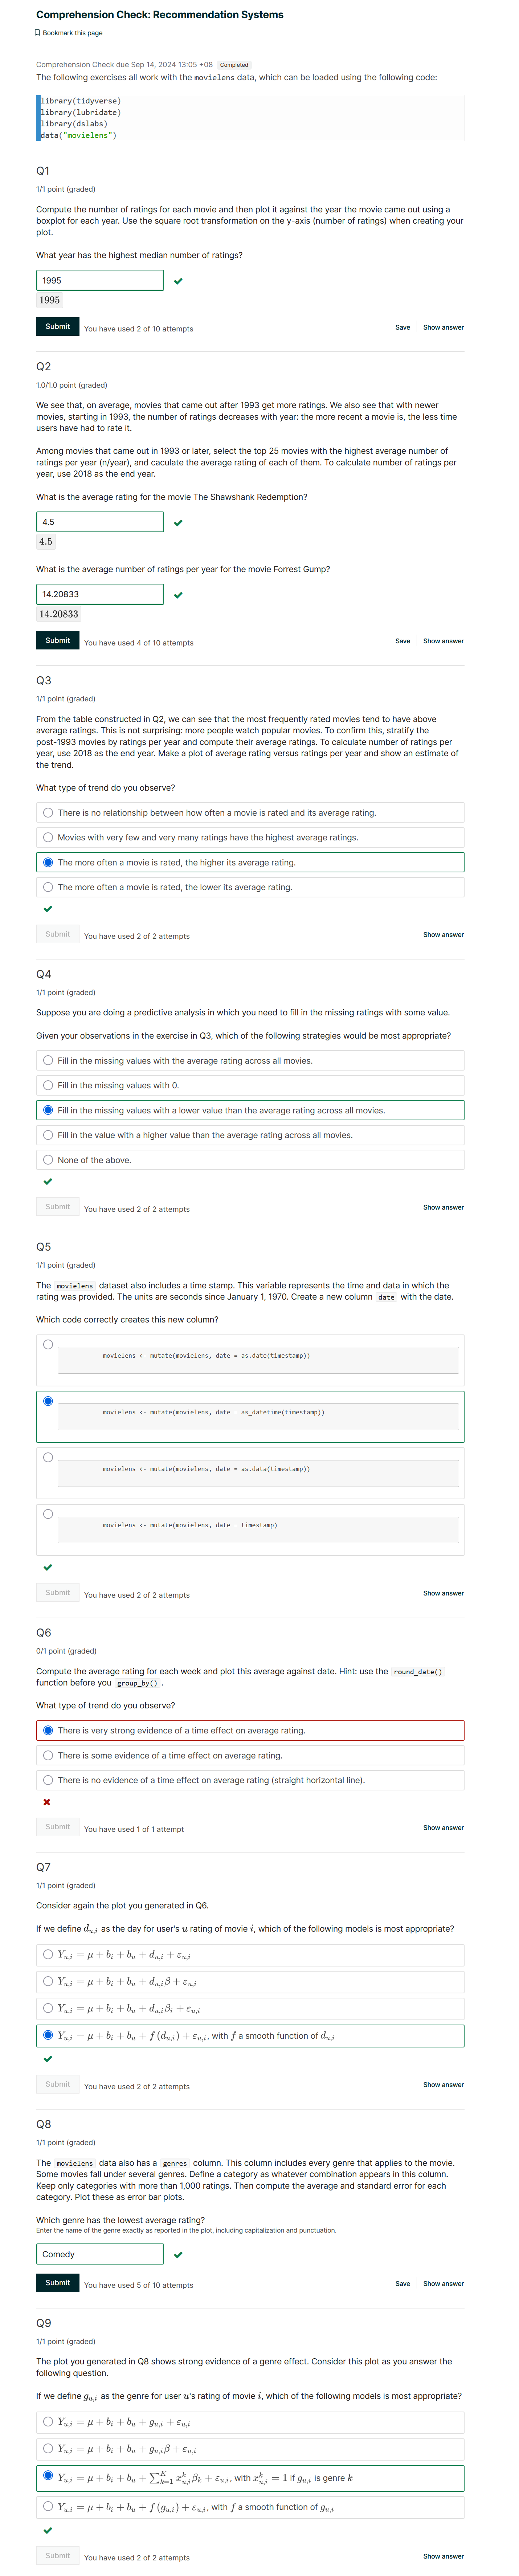 Comprehension Check: Recommendation Systems
Bookmark this page
Comprehension Check due Sep 14, 2024 13:05 +08 Completed
The following exercises all work with the movielens data, which can be loaded using the following code:
library(tidyverse)
library(lubridate)
library(dslabs)
data("movielens")
Q1
1/1 point (graded)
Compute the number of ratings for each movie and then plot it against the year the movie came out using a
boxplot for each year. Use the square root transformation on the y-axis (number of ratings) when creating your
plot.
What year has the highest median number of ratings?
1995
1995
Submit You have used 2 of 10 attempts Save Show answer
Q2
1.0/1.0 point (graded)
We see that, on average, movies that came out after 1993 get more ratings. We also see that with newer
movies, starting in 1993, the number of ratings decreases with year: the more recent a movie is, the less time
users have had to rate it.
Among movies that came out in 1993 or later, select the top 25 movies with the highest average number of
ratings per year (n/year), and caculate the average rating of each of them. To calculate number of ratings per
year, use 2018 as the end year.
What is the average rating for the movie The Shawshank Redemption?
4.5
4.5
What is the average number of ratings per year for the movie Forrest Gump?
14.20833
14.20833
Submit You have used 4 of 10 attempts Save Show answer
Q3
1/1 point (graded)
From the table constructed in Q2, we can see that the most frequently rated movies tend to have above
average ratings. This is not surprising: more people watch popular movies. To confirm this, stratify the
post-1993 movies by ratings per year and compute their average ratings. To calculate number of ratings per
year, use 2018 as the end year. Make a plot of average rating versus ratings per year and show an estimate of
the trend.
What type of trend do you observe?
There is no relationship between how often a movie is rated and its average rating.
Movies with very few and very many ratings have the highest average ratings.
The more often a movie is rated, the higher its average rating.
The more often a movie is rated, the lower its average rating.
Submit You have used 2 of 2 attempts Show answer
Q4
1/1 point (graded)
Suppose you are doing a predictive analysis in which you need to fill in the missing ratings with some value.
Given your observations in the exercise in Q3, which of the following strategies would be most appropriate?
Fill in the missing values with the average rating across all movies.
Fill in the missing values with 0.
Fill in the missing values with a lower value than the average rating across all movies.
Fill in the value with a higher value than the average rating across all movies.
None of the above.
Submit You have used 2 of 2 attempts Show answer
Q5
1/1 point (graded)
The movielens dataset also includes a time stamp. This variable represents the time and data in which the
rating was provided. The units are seconds since January 1, 1970. Create a new column date with the date.
Which code correctly creates this new column?
movielens <- mutate(movielens, date = as.date(timestamp))
movielens <- mutate(movielens, date = as_datetime(timestamp))
movielens <- mutate(movielens, date = as.data(timestamp))
movielens <- mutate(movielens, date = timestamp)
Submit You have used 2 of 2 attempts Show answer
Q6
0/1 point (graded)
Compute the average rating for each week and plot this average against date. Hint: use the round_date()
function before you group_by() .
What type of trend do you observe?
There is very strong evidence of a time effect on average rating.
There is some evidence of a time effect on average rating.
There is no evidence of a time effect on average rating (straight horizontal line).
Submit You have used 1 of 1 attempt Show answer
Q7
1/1 point (graded)
Consider again the plot you generated in Q6.
If we define d_{u,i} as the day for user's u rating of movie i, which of the following models is most appropriate?
Y_{u,i} = μ + b_i + b_u + d_{u,i} + ε_{u,i}
Y_{u,i} = μ + b_i + b_u + d_{u,i}β + ε_{u,i}
Y_{u,i} = μ + b_i + b_u + d_{u,i}β_i + ε_{u,i}
Y_{u,i} = μ + b_i + b_u + f(d_{u,i}) + ε_{u,i}, with f a smooth function of d_{u,i}
Submit You have used 2 of 2 attempts Show answer
Q8
1/1 point (graded)
The movielens data also has a genres column. This column includes every genre that applies to the movie.
Some movies fall under several genres. Define a category as whatever combination appears in this column.
Keep only categories with more than 1,000 ratings. Then compute the average and standard error for each
category. Plot these as error bar plots.
Which genre has the lowest average rating?
Enter the name of the genre exactly as reported in the plot, including capitalization and punctuation.
Comedy
Submit You have used 5 of 10 attempts Save Show answer
Q9
1/1 point (graded)
The plot you generated in Q8 shows strong evidence of a genre effect. Consider this plot as you answer the
following question.
If we define g_{u,i} as the genre for user u's rating of movie i, which of the following models is most appropriate?
Y_{u,i} = μ + b_i + b_u + g_{u,i} + ε_{u,i}
Y_{u,i} = μ + b_i + b_u + g_{u,i}β + ε_{u,i}
Y_{u,i} = μ + b_i + b_u + ∑_{k=1}^{K} x_{u,i}^k β_k + ε_{u,i}, with x_{u,i}^k = 1 if g_{u,i} is genre k
Y_{u,i} = μ + b_i + b_u + f(g_{u,i}) + ε_{u,i}, with f a smooth function of g_{u,i}
Submit You have used 2 of 2 attempts Show answer